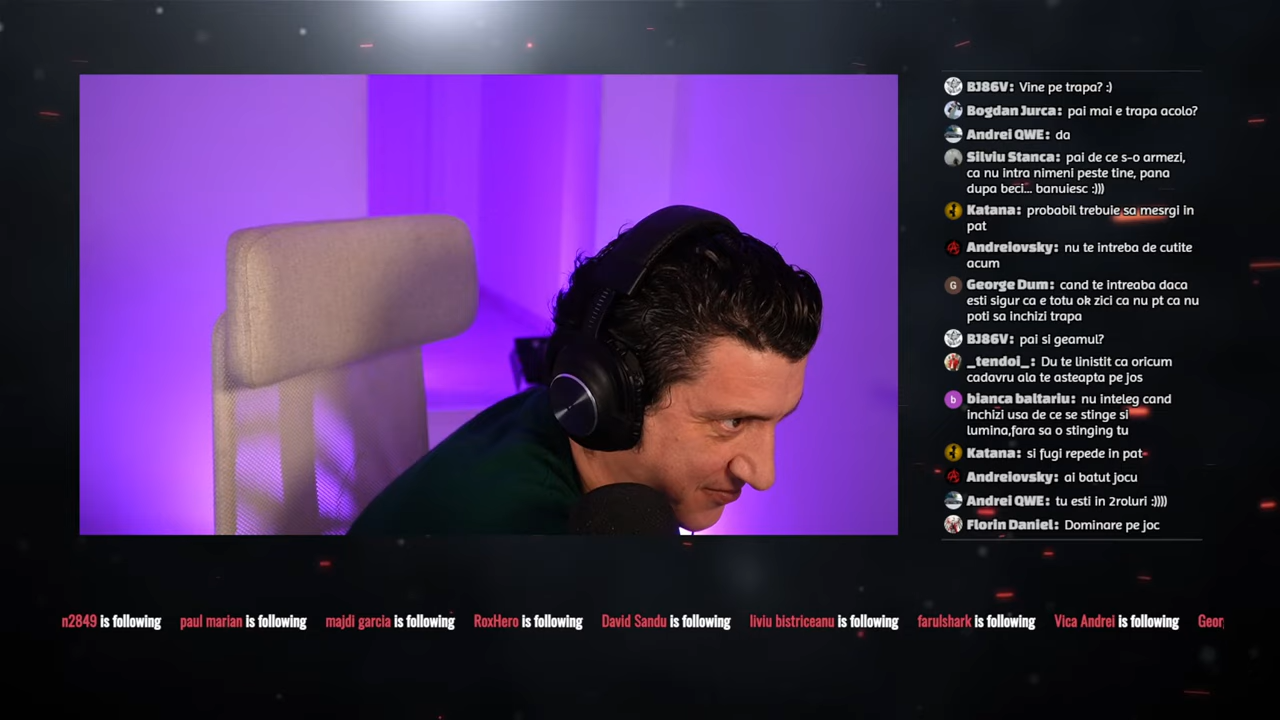 BJ86V: Vine pe trapa? :)
Bogdan Jurca: pai mai e trapa acolo?
Andrei QWE: da
Silviu Stanca: pai de ce s-o armezi,
ca nu intra nimeni peste tine, pana
dupa beci... banuiesc :)))
Katana: probabil trebuie sa mesrgi in
pat
Andreiovsky: nu te intreba de cutite
acum
G George Dum: cand te intreaba daca
esti sigur ca e totu ok zici ca nu pt ca nu
poti sa inchizi trapa
BJ86V: pai si geamul?
_tendoi_: Du te linistit ca oricum
cadavru ala te asteapta pe jos
b bianca baltariu: nu inteleg cand
inchizi usa de ce se stinge si
lumina,fara sa o stinging tu
Katana: si fugi repede in pat
Andreiovsky: ai batut jocu
Andrei QWE: tu esti in 2roluri :))))
Florin Daniel: Dominare pe joc
n2849 is following paul marian is following majdi garcia is following RoxHero is following David Sandu is following liviu bistriceanu is following farulshark is following Vica Andrei is following Geor